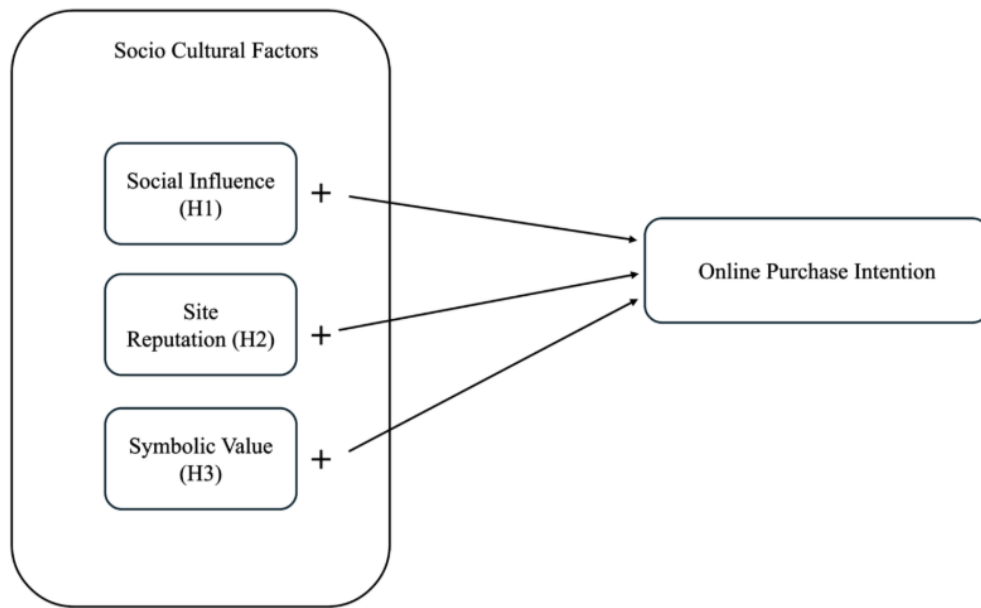 Socio Cultural Factors
Social Influence
(H1)
+
Site
Reputation (H2)
+
Symbolic Value
(H3)
+
Online Purchase Intention